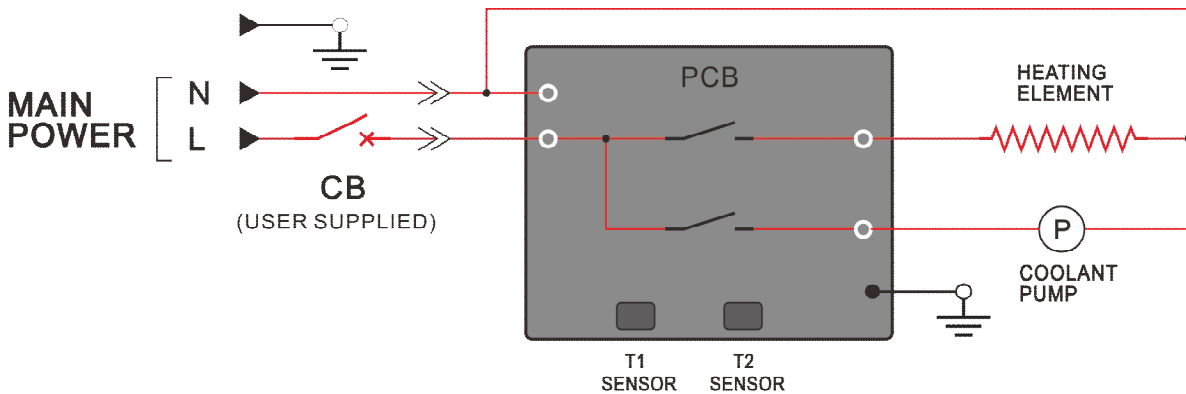 PCB
HEATING
ELEMENT
MAIN
POWER
N
L
CB
(USER SUPPLIED)
P
COOLANT
PUMP
T1
SENSOR
T2
SENSOR